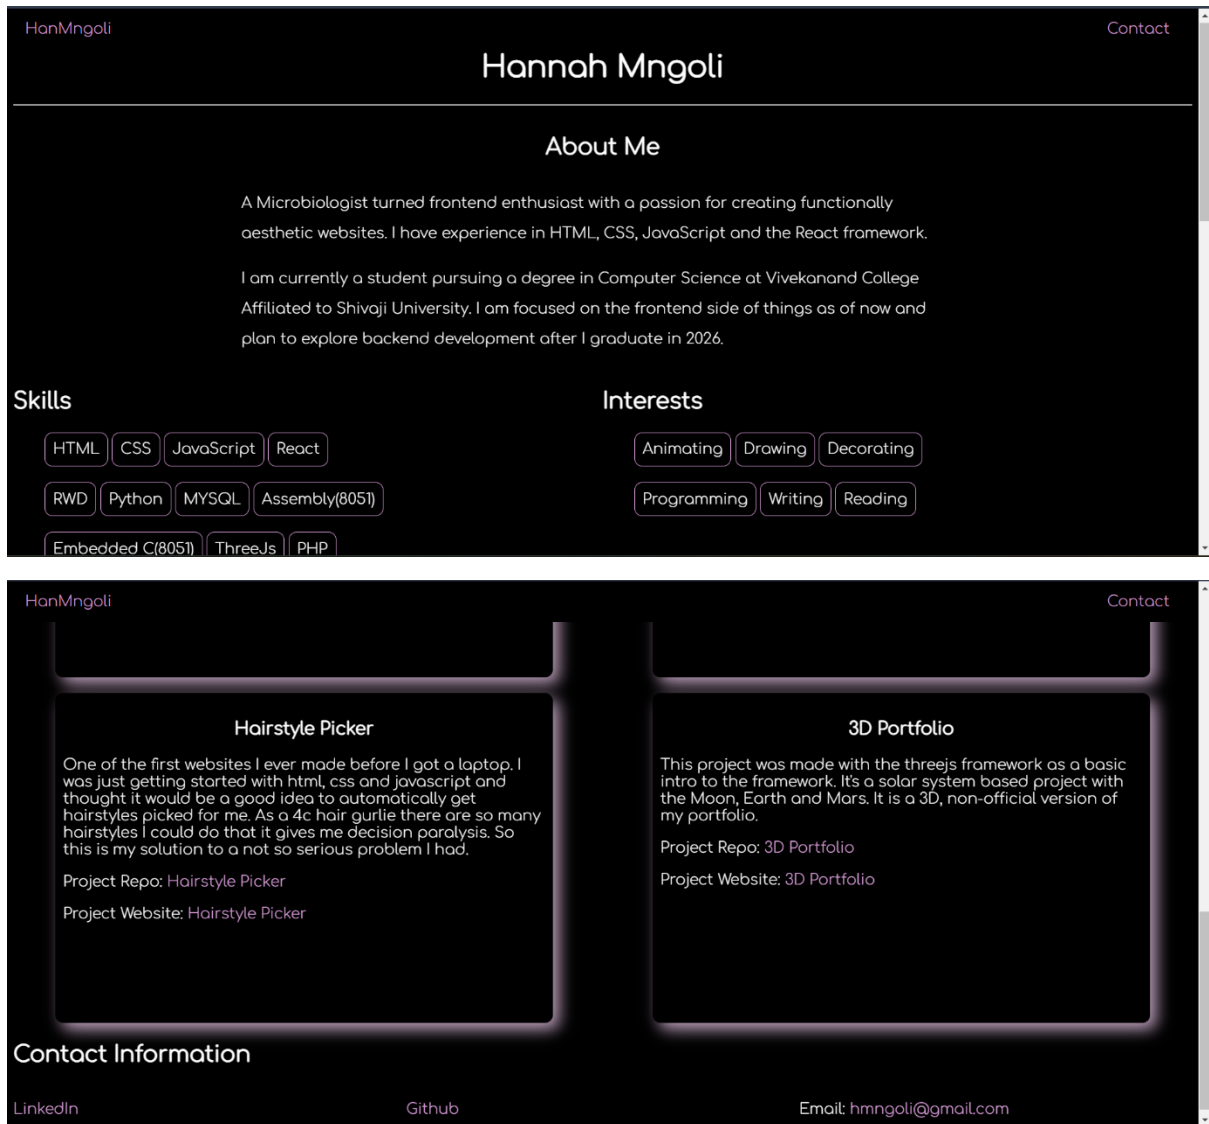 HanMngoli
Contact
Hannah Mngoli
About Me
A Microbiologist turned frontend enthusiast with a passion for creating functionally
aesthetic websites. I have experience in HTML, CSS, JavaScript and the React framework.
I am currently a student pursuing a degree in Computer Science at Vivekanand College
Affiliated to Shivaji University. I am focused on the frontend side of things as of now and
plan to explore backend development after I graduate in 2026.
Skills
HTML CSS JavaScript React
RWD Python MYSQL Assembly(8051)
Embedded C(8051) ThreeJs PHP
Interests
Animating Drawing Decorating
Programming Writing Reading
HanMngoli
Contact
Hairstyle Picker
One of the first websites I ever made before I got a laptop. I
was just getting started with html, css and javascript and
thought it would be a good idea to automatically get
hairstyles picked for me. As a 4c hair gurlie there are so many
hairstyles I could do that it gives me decision paralysis. So
this is my solution to a not so serious problem I had.
Project Repo: Hairstyle Picker
Project Website: Hairstyle Picker
3D Portfolio
This project was made with the threejs framework as a basic
intro to the framework. It's a solar system based project with
the Moon, Earth and Mars. It is a 3D, non-official version of
my portfolio.
Project Repo: 3D Portfolio
Project Website: 3D Portfolio
Contact Information
LinkedIn
Github
Email: hmngoli@gmail.com